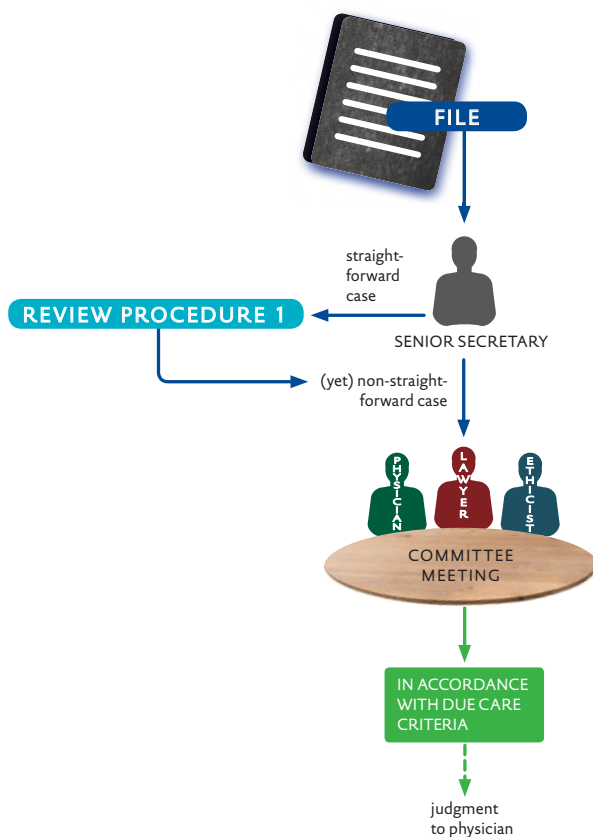 FILE
straight-
forward
case
REVIEW PROCEDURE 1
SENIOR SECRETARY
(yet) non-straight-
forward case
PHYSICIAN
LAWYER
ETHICIST
COMMITTEE
MEETING
IN ACCORDANCE
WITH DUE CARE
CRITERIA
judgment
to physician